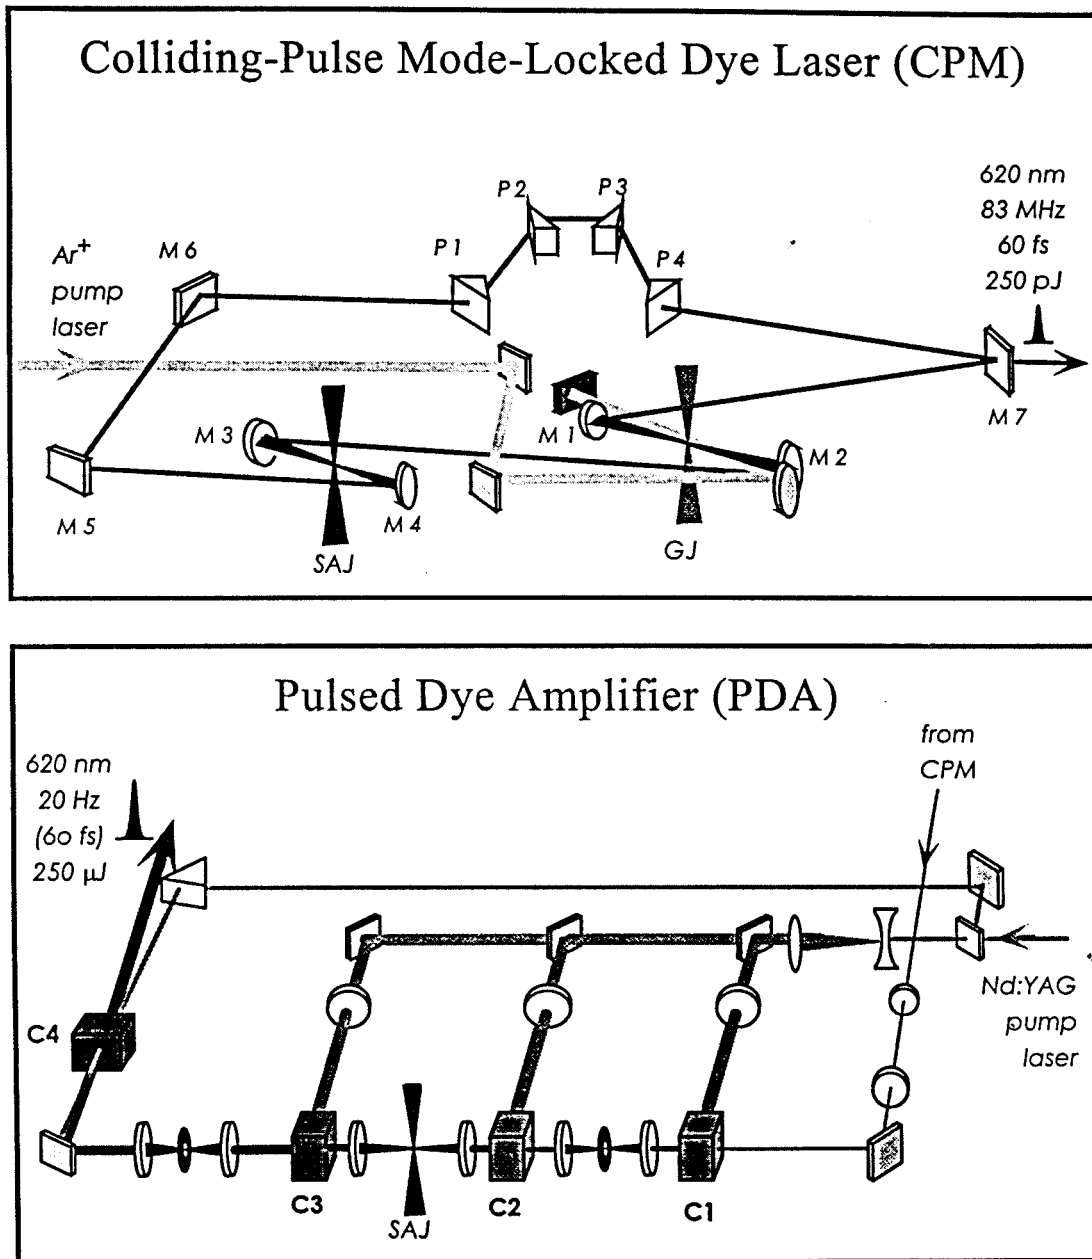 Colliding-Pulse Mode-Locked Dye Laser (CPM)
620 nm
83 MHz
60 fs
250 pJ
Ar+
pump
laser
M 6
P 1
P 2
P 3
P 4
M 7
M 1
M 2
M 3
M 4
M 5
SAJ
GJ
Pulsed Dye Amplifier (PDA)
620 nm
20 Hz
(60 fs)
250 µJ
from
CPM
Nd:YAG
pump
laser
C4
C3
SAJ
C2
C1